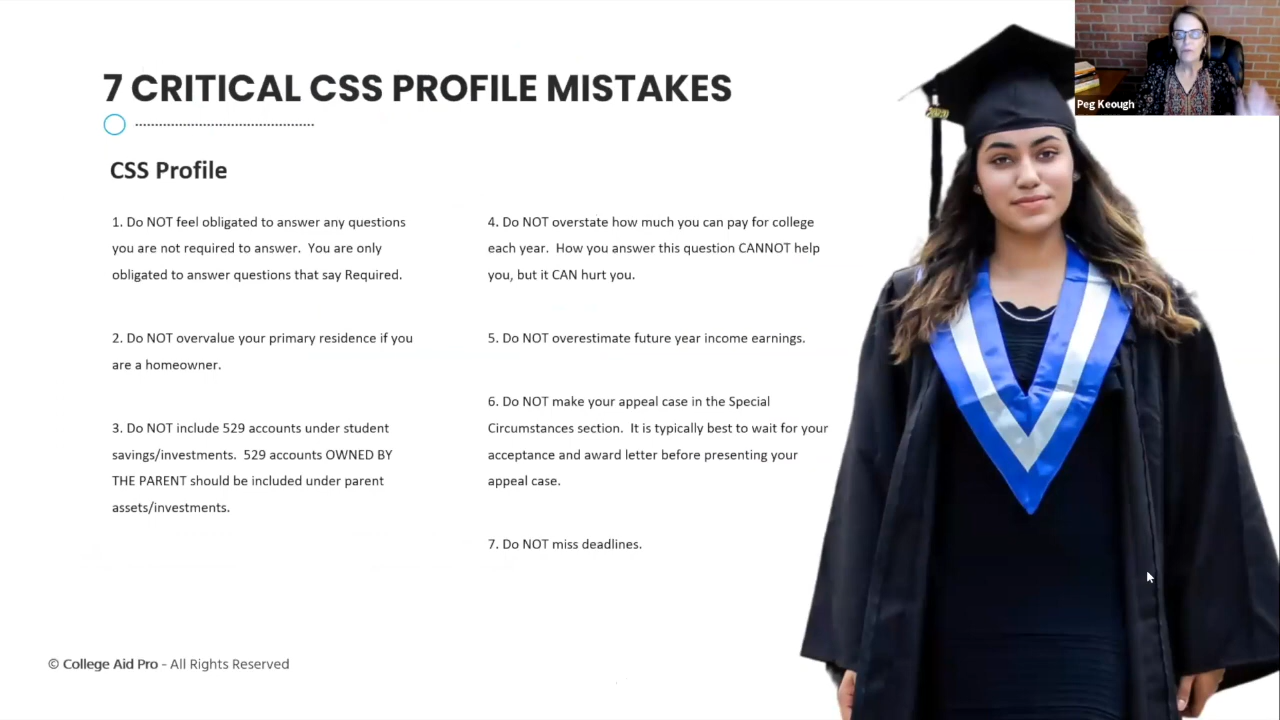 7 CRITICAL CSS PROFILE MISTAKES
CSS Profile
1. Do NOT feel obligated to answer any questions
you are not required to answer.  You are only
obligated to answer questions that say Required.
2. Do NOT overvalue your primary residence if you
are a homeowner.
3. Do NOT include 529 accounts under student
savings/investments.  529 accounts OWNED BY
THE PARENT should be included under parent
assets/investments.
4. Do NOT overstate how much you can pay for college
each year.  How you answer this question CANNOT help
you, but it CAN hurt you.
5. Do NOT overestimate future year income earnings.
6. Do NOT make your appeal case in the Special
Circumstances section.  It is typically best to wait for your
acceptance and award letter before presenting your
appeal case.
7. Do NOT miss deadlines.
© College Aid Pro - All Rights Reserved
Peg Keough